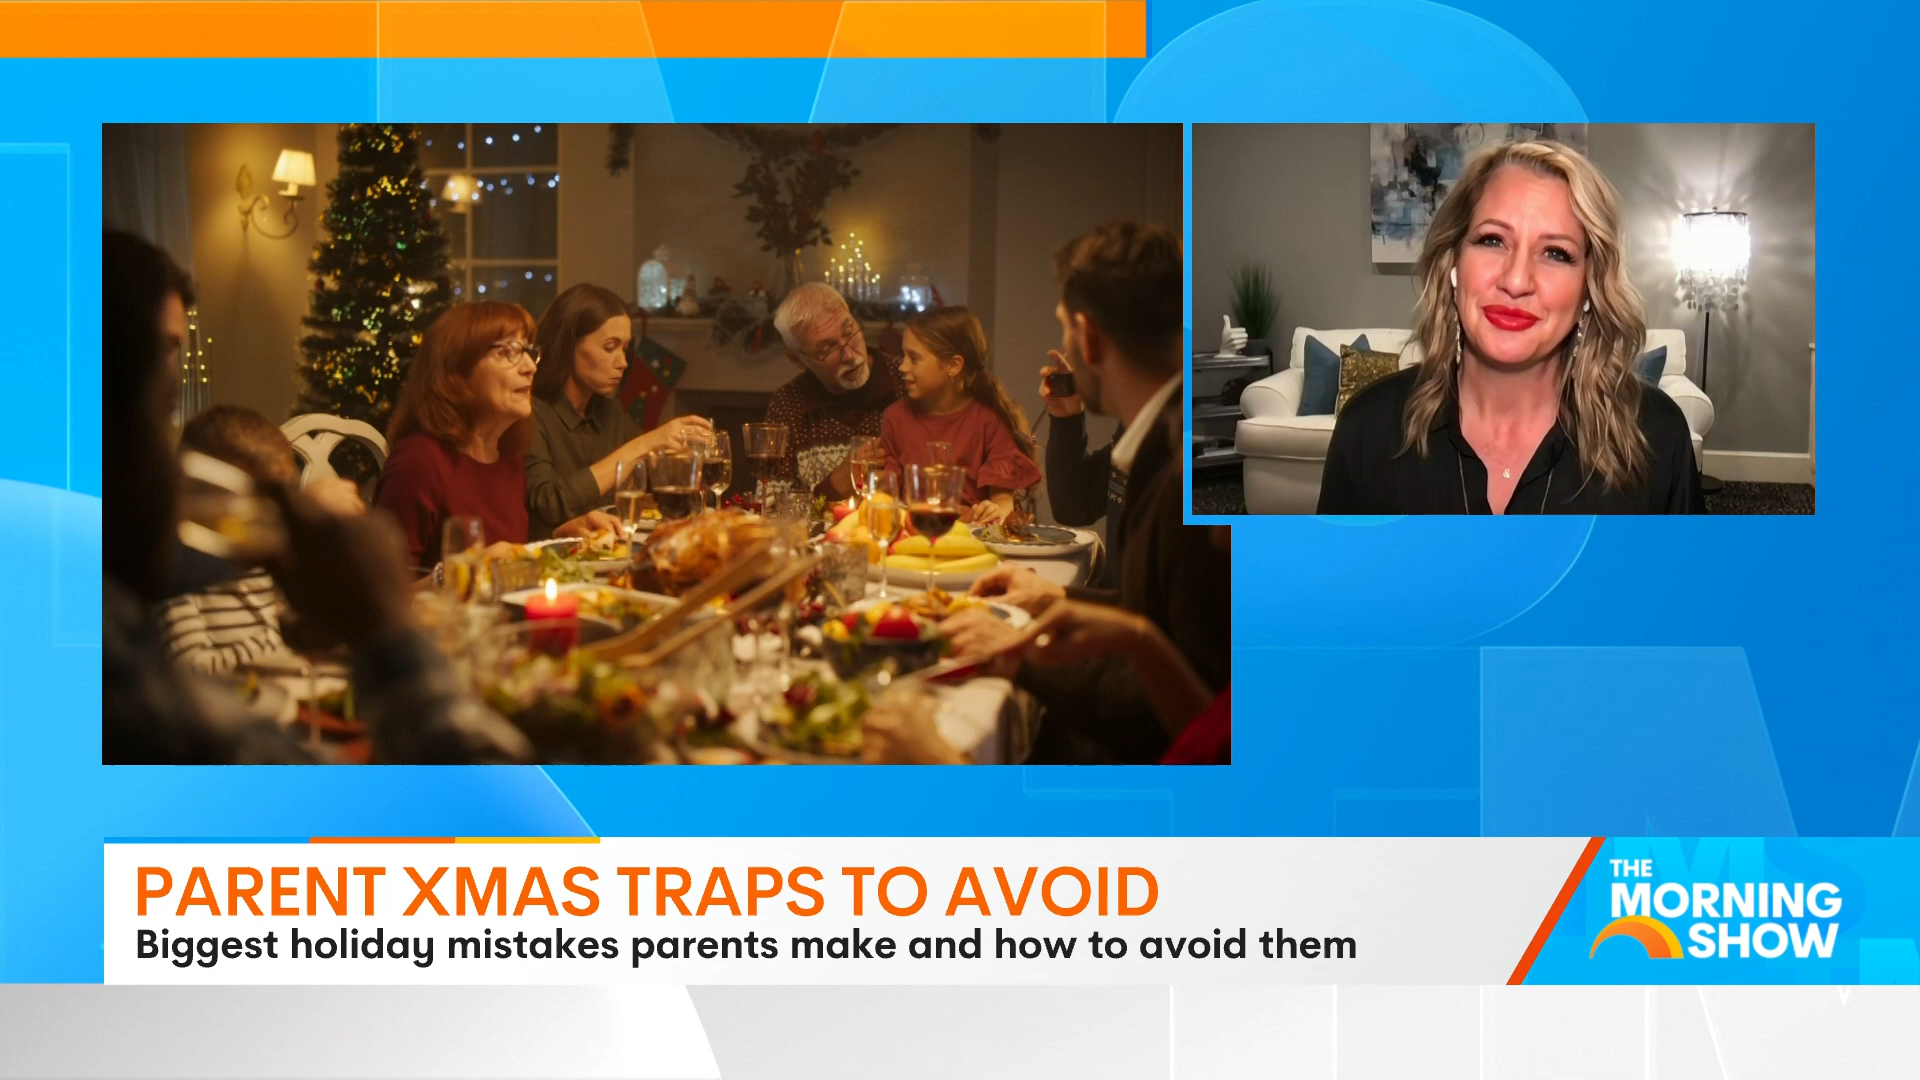 PARENT XMAS TRAPS TO AVOID
Biggest holiday mistakes parents make and how to avoid them
THE
MORNING
SHOW